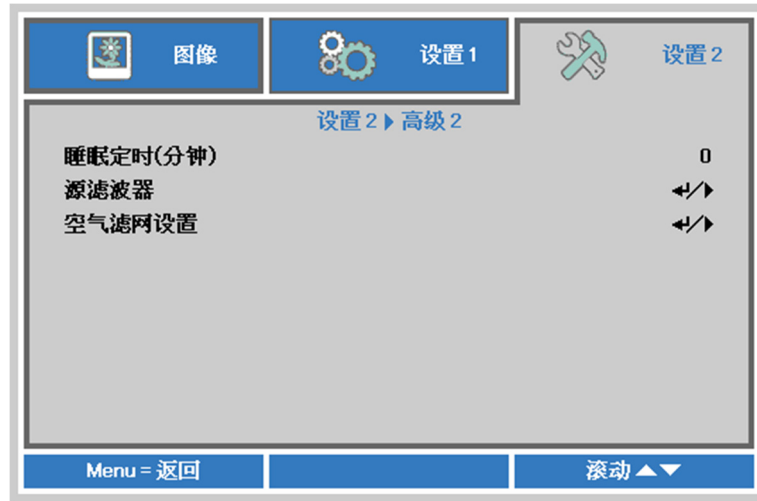 图像 设置 1 设置 2
设置 2 ▶ 高级 2
睡眠定时(分钟) 0
源滤波器 ↵/▶
空气滤网设置 ↵/▶
Menu = 返回 滚动▲▼